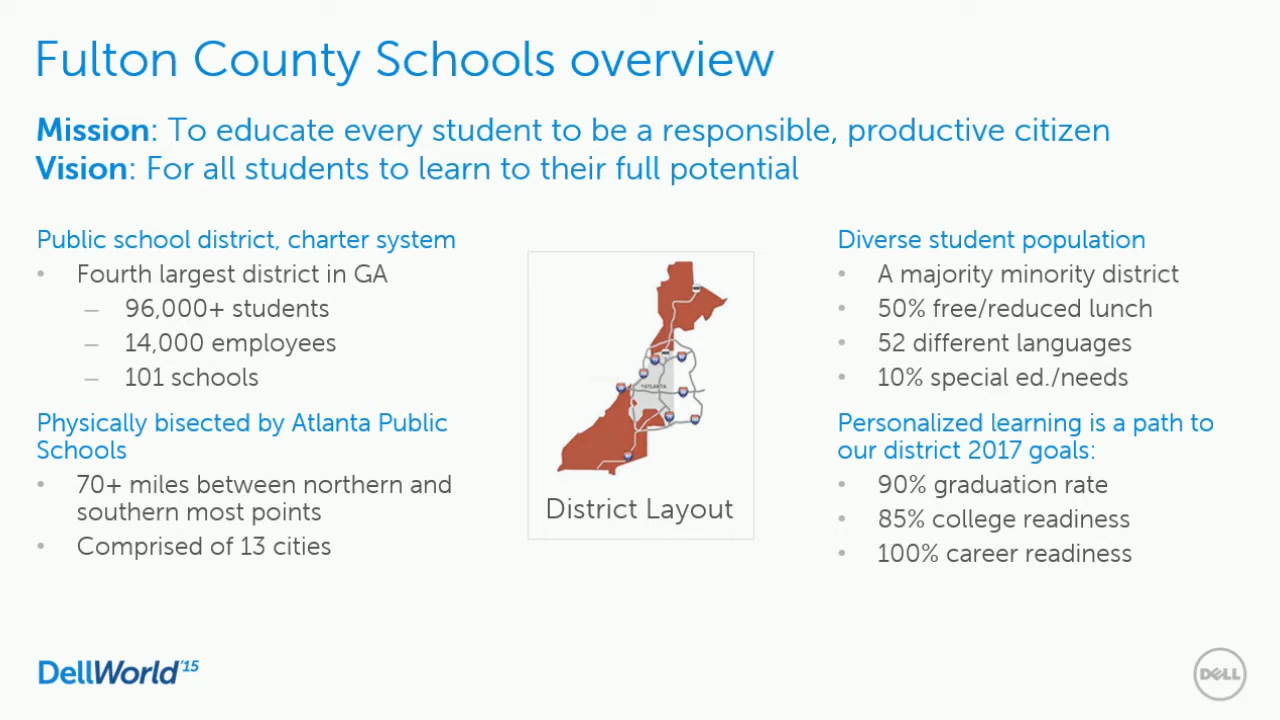 Fulton County Schools overview
Mission: To educate every student to be a responsible, productive citizen
Vision: For all students to learn to their full potential
Public school district, charter system
• Fourth largest district in GA
– 96,000+ students
– 14,000 employees
– 101 schools
Physically bisected by Atlanta Public
Schools
• 70+ miles between northern and
southern most points
• Comprised of 13 cities
ATLANTA
District Layout
Diverse student population
• A majority minority district
• 50% free/reduced lunch
• 52 different languages
• 10% special ed./needs
Personalized learning is a path to
our district 2017 goals:
• 90% graduation rate
• 85% college readiness
• 100% career readiness
DellWorld'15
DELL